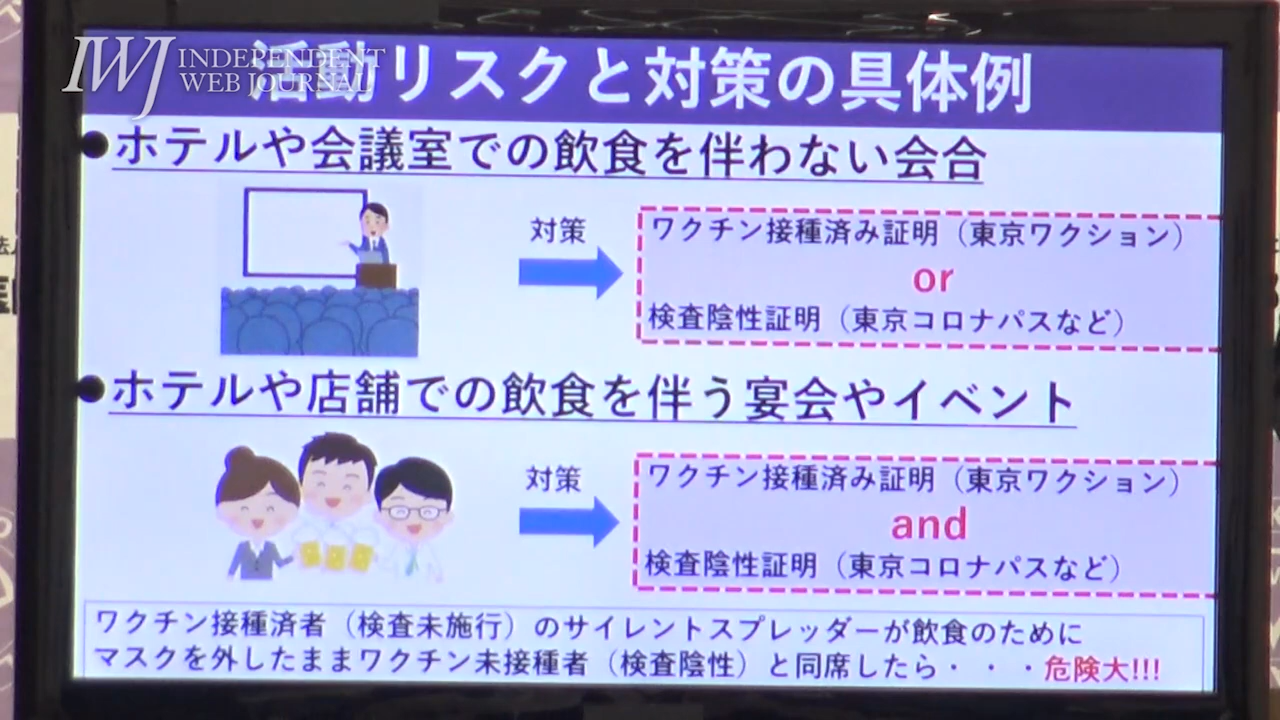 IWJ INDEPENDENT
WEB JOURNAL
活動リスクと対策の具体例
●ホテルや会議室での飲食を伴わない会合
対策
ワクチン接種済み証明（東京ワクション）
or
検査陰性証明（東京コロナパスなど）
●ホテルや店舗での飲食を伴う宴会やイベント
対策
ワクチン接種済み証明（東京ワクション）
and
検査陰性証明（東京コロナパスなど）
ワクチン接種済者（検査未施行）のサイレントスプレッダーが飲食のために
マスクを外したままワクチン未接種者（検査陰性）と同席したら・・・危険大!!!